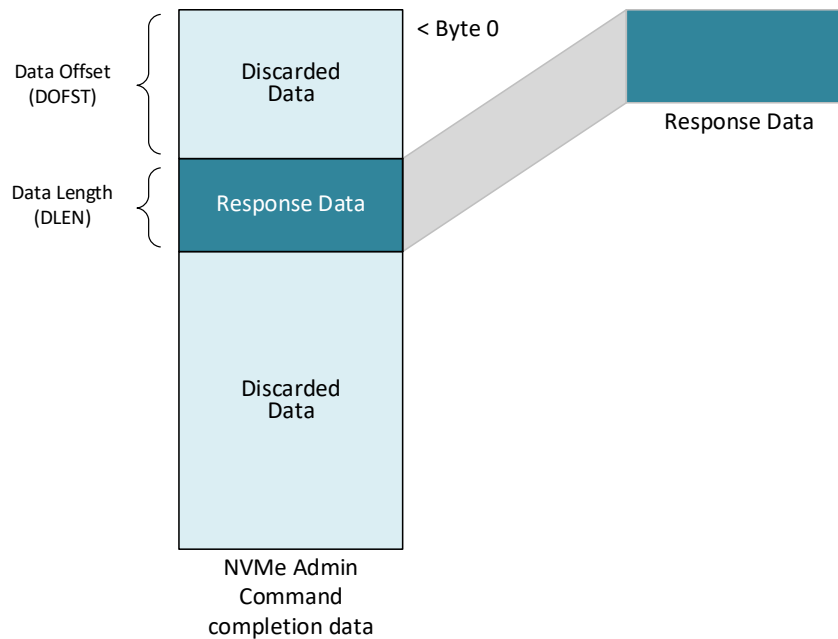 < Byte 0
Data Offset
(DOFST)
Discarded
Data
Response Data
Data Length
(DLEN)
Response Data
Discarded
Data
NVMe Admin
Command
completion data